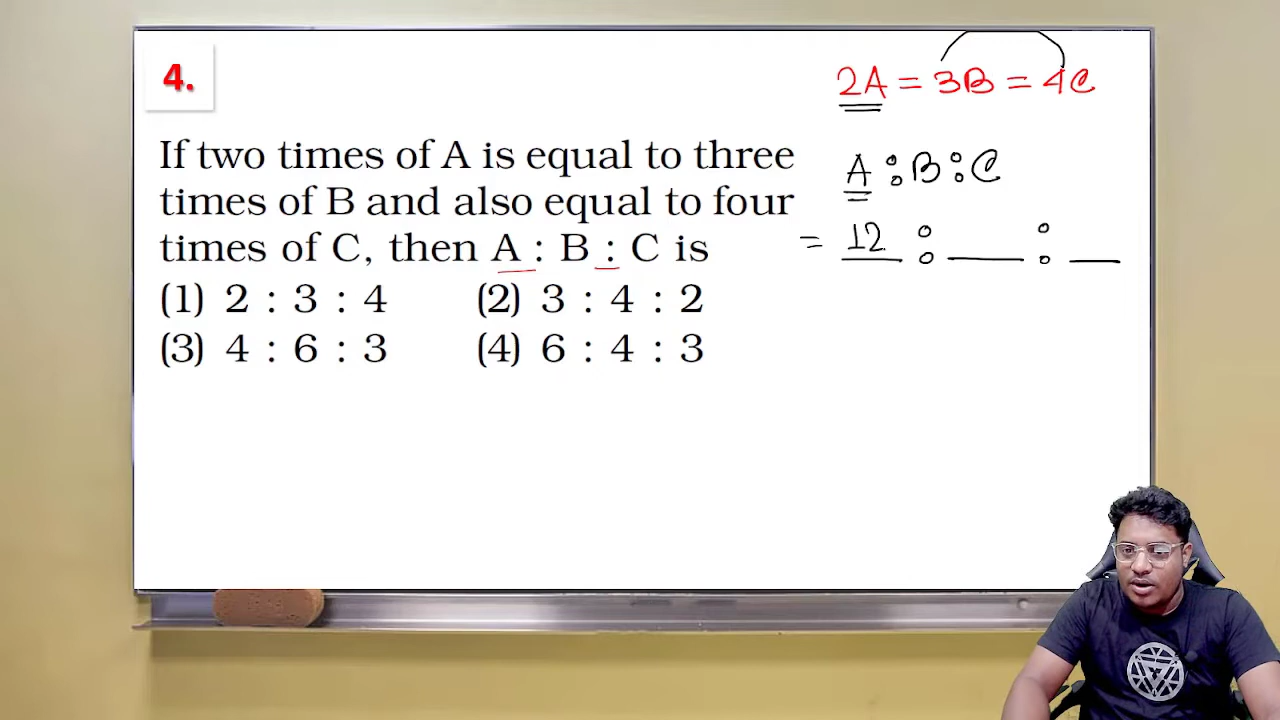 4.
2A = 3B = 4C
If two times of A is equal to three
times of B and also equal to four
times of C, then A : B : C is
(1) 2 : 3 : 4 (2) 3 : 4 : 2
(3) 4 : 6 : 3 (4) 6 : 4 : 3
A : B : C
= 12 : __ : __